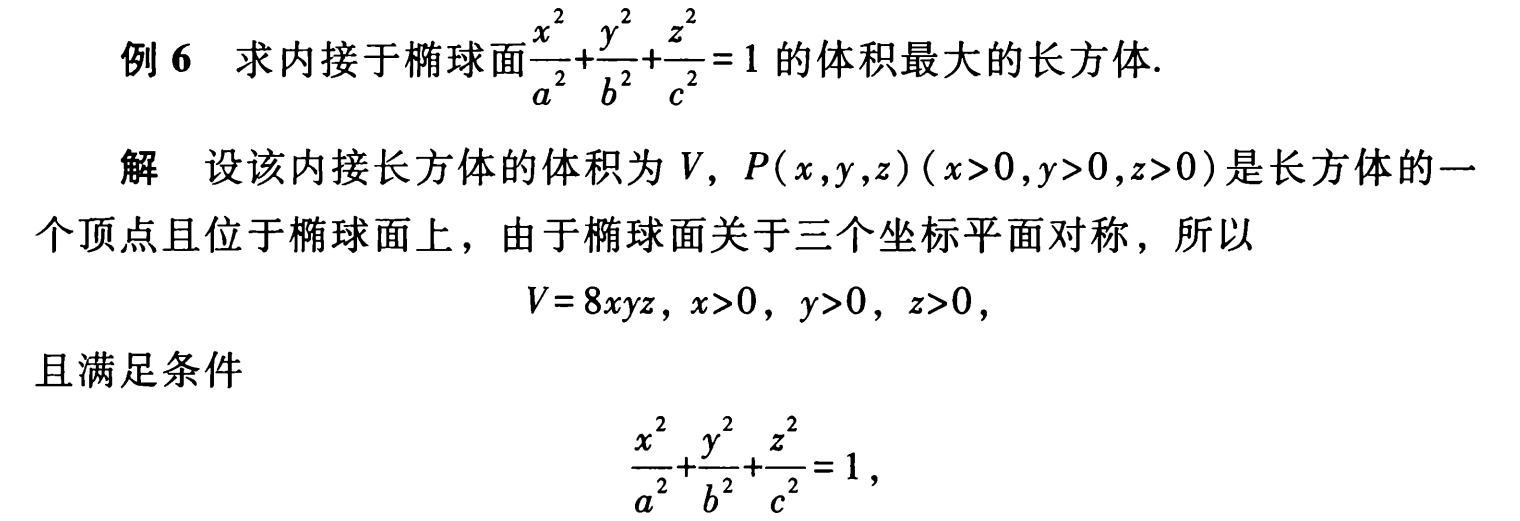 例 6 求内接于椭球面$\frac{x^2}{a^2}+\frac{y^2}{b^2}+\frac{z^2}{c^2}=1$ 的体积最大的长方体.
解 设该内接长方体的体积为 V, P(x,y,z)(x>0,y>0,z>0)是长方体的一
个顶点且位于椭球面上，由于椭球面关于三个坐标平面对称，所以
V=8xyz, x>0, y>0, z>0,
且满足条件
$\frac{x^2}{a^2}+\frac{y^2}{b^2}+\frac{z^2}{c^2}=1$,